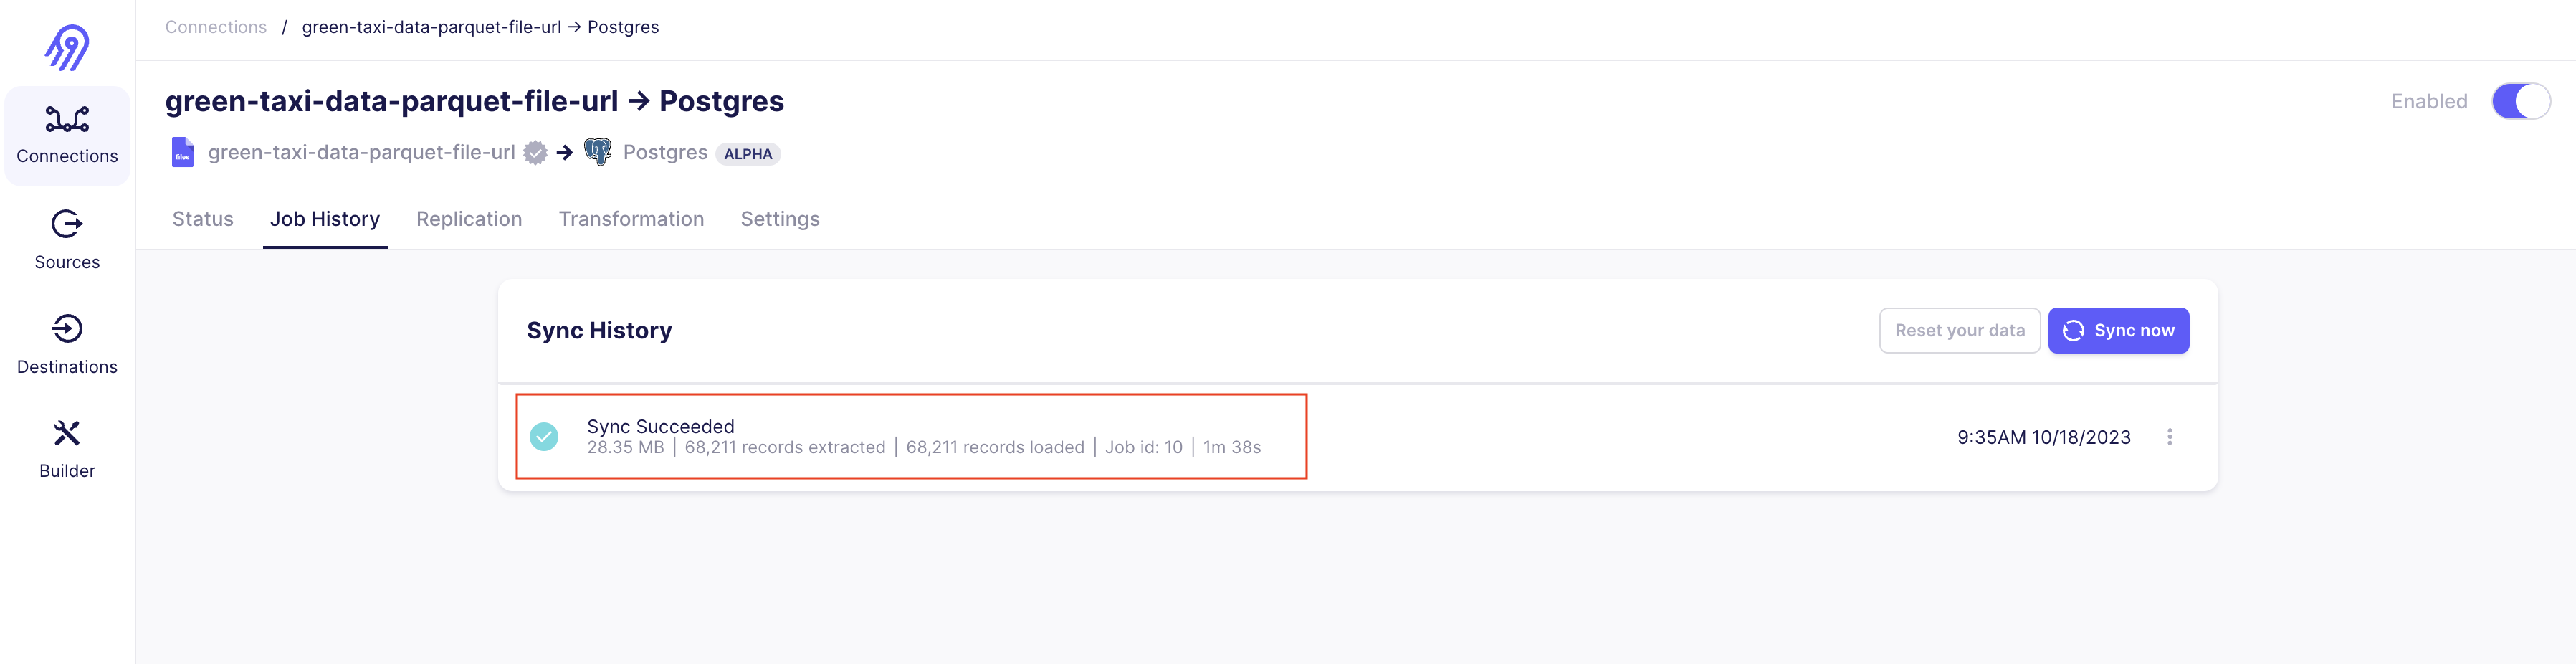 Connections / green-taxi-data-parquet-file-url → Postgres
green-taxi-data-parquet-file-url → Postgres
Enabled
files green-taxi-data-parquet-file-url → Postgres ALPHA
Status Job History Replication Transformation Settings
Connections
Sources
Destinations
Builder
Sync History
Reset your data Sync now
Sync Succeeded
28.35 MB | 68,211 records extracted | 68,211 records loaded | Job id: 10 | 1m 38s
9:35AM 10/18/2023